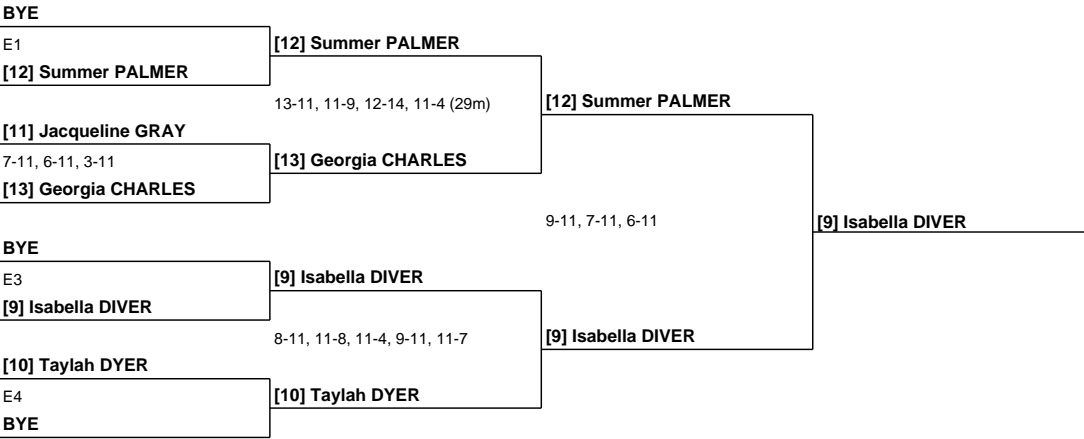 BYE
E1
[12] Summer PALMER
[12] Summer PALMER
13-11, 11-9, 12-14, 11-4 (29m)
[12] Summer PALMER
[11] Jacqueline GRAY
7-11, 6-11, 3-11
[13] Georgia CHARLES
[13] Georgia CHARLES
9-11, 7-11, 6-11
[9] Isabella DIVER
BYE
E3
[9] Isabella DIVER
[9] Isabella DIVER
8-11, 11-8, 11-4, 9-11, 11-7
[9] Isabella DIVER
[10] Taylah DYER
E4
[10] Taylah DYER
BYE